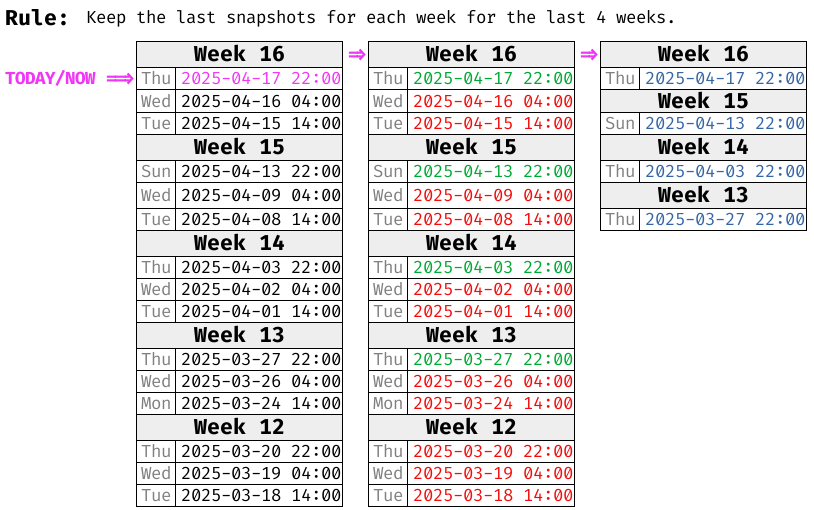 Rule: Keep the last snapshots for each week for the last 4 weeks.
Week 16 ⇒ Week 16 ⇒ Week 16
TODAY/NOW ⟹ Thu 2025-04-17 22:00 Thu 2025-04-17 22:00 Thu 2025-04-17 22:00
Wed 2025-04-16 04:00 Wed 2025-04-16 04:00 Week 15
Tue 2025-04-15 14:00 Tue 2025-04-15 14:00 Sun 2025-04-13 22:00
Week 15 Week 15 Week 14
Sun 2025-04-13 22:00 Sun 2025-04-13 22:00 Thu 2025-04-03 22:00
Wed 2025-04-09 04:00 Wed 2025-04-09 04:00 Week 13
Tue 2025-04-08 14:00 Tue 2025-04-08 14:00 Thu 2025-03-27 22:00
Week 14 Week 14
Thu 2025-04-03 22:00 Thu 2025-04-03 22:00
Wed 2025-04-02 04:00 Wed 2025-04-02 04:00
Tue 2025-04-01 14:00 Tue 2025-04-01 14:00
Week 13 Week 13
Thu 2025-03-27 22:00 Thu 2025-03-27 22:00
Wed 2025-03-26 04:00 Wed 2025-03-26 04:00
Mon 2025-03-24 14:00 Mon 2025-03-24 14:00
Week 12 Week 12
Thu 2025-03-20 22:00 Thu 2025-03-20 22:00
Wed 2025-03-19 04:00 Wed 2025-03-19 04:00
Tue 2025-03-18 14:00 Tue 2025-03-18 14:00